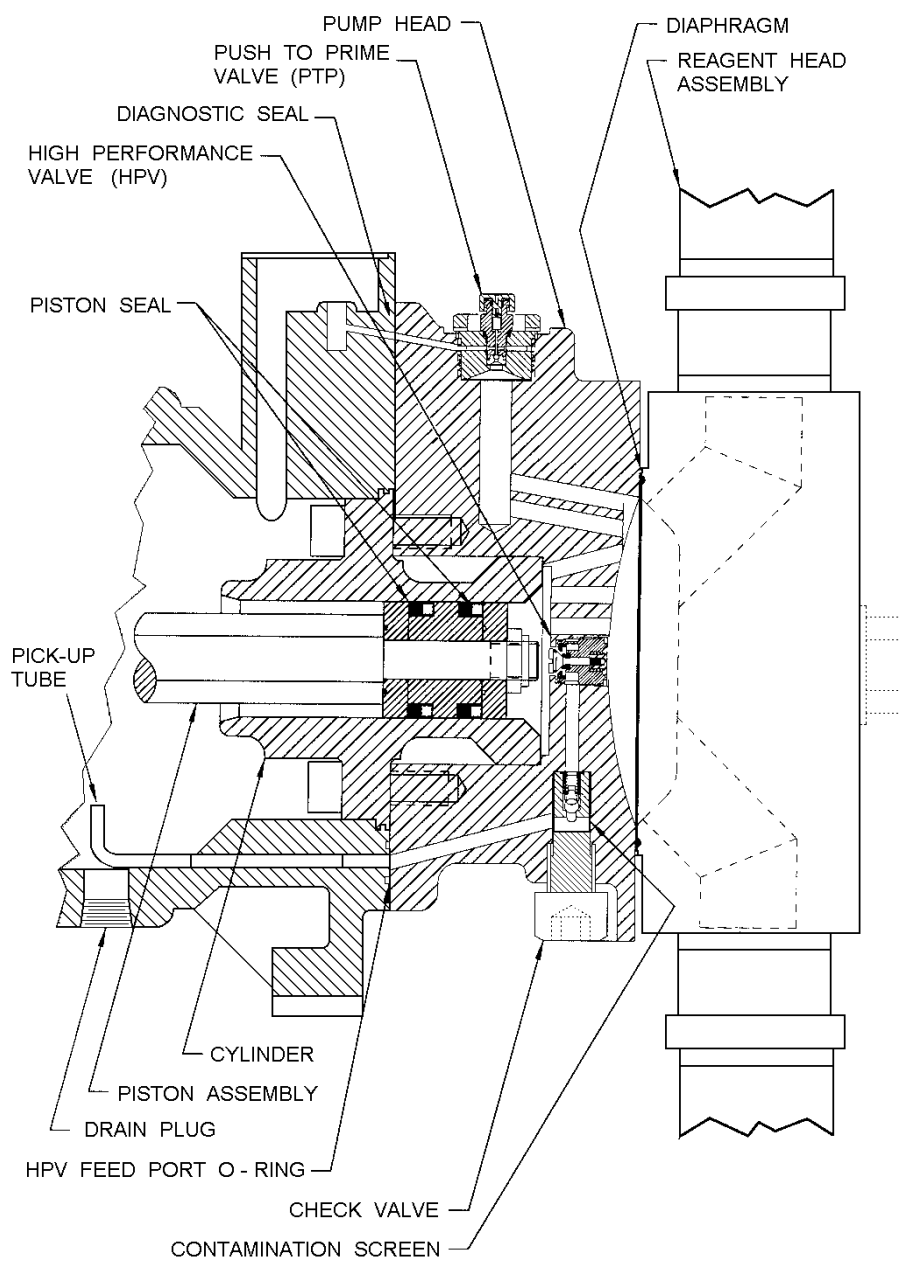 PUMP HEAD
PUSH TO PRIME
VALVE (PTP)
DIAGNOSTIC SEAL
HIGH PERFORMANCE
VALVE (HPV)
DIAPHRAGM
REAGENT HEAD
ASSEMBLY
PISTON SEAL
PICK-UP
TUBE
CYLINDER
PISTON ASSEMBLY
DRAIN PLUG
HPV FEED PORT O - RING
CHECK VALVE
CONTAMINATION SCREEN